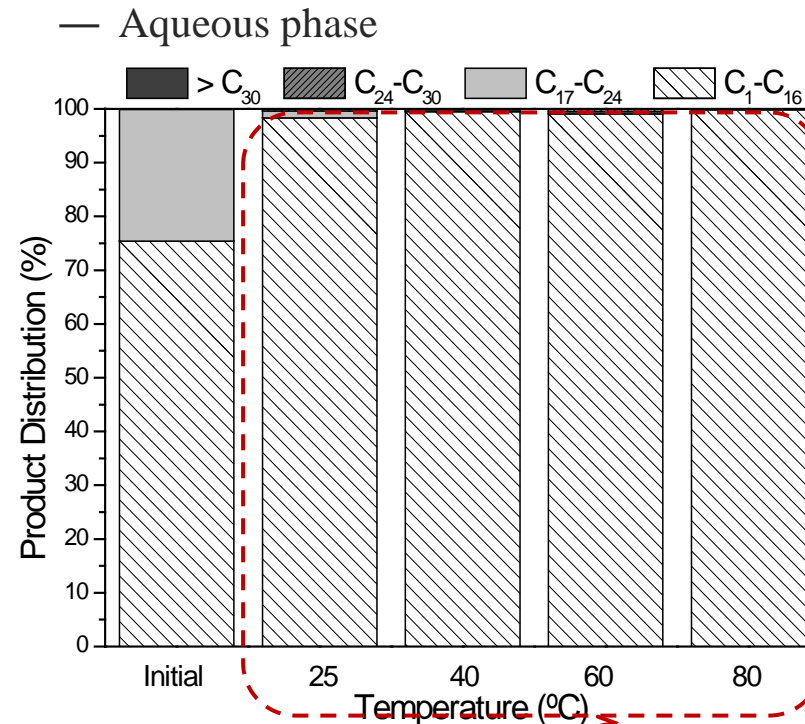 — Aqueous phase
> C30 C24-C30 C17-C24 C1-C16
100
90
80
70
60
50
40
30
20
10
0
Product Distribution (%)
Initial 25 40 60 80
Temperature (ºC)